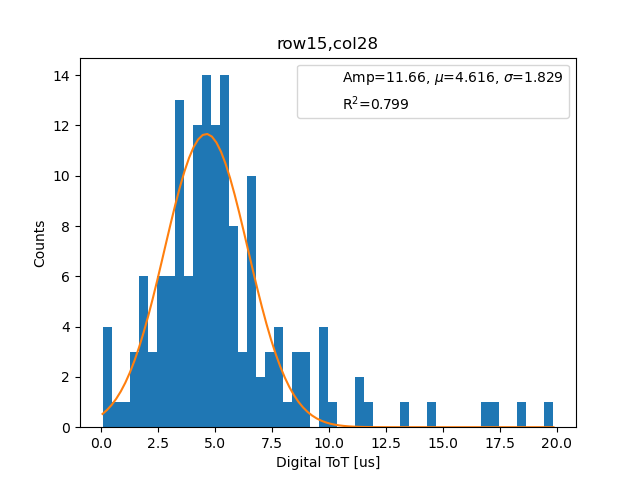 row15,col28
Amp=11.66, μ=4.616, σ=1.829
R²=0.799
14
12
10
8
6
4
2
0
Counts
0.0 2.5 5.0 7.5 10.0 12.5 15.0 17.5 20.0
Digital ToT [us]